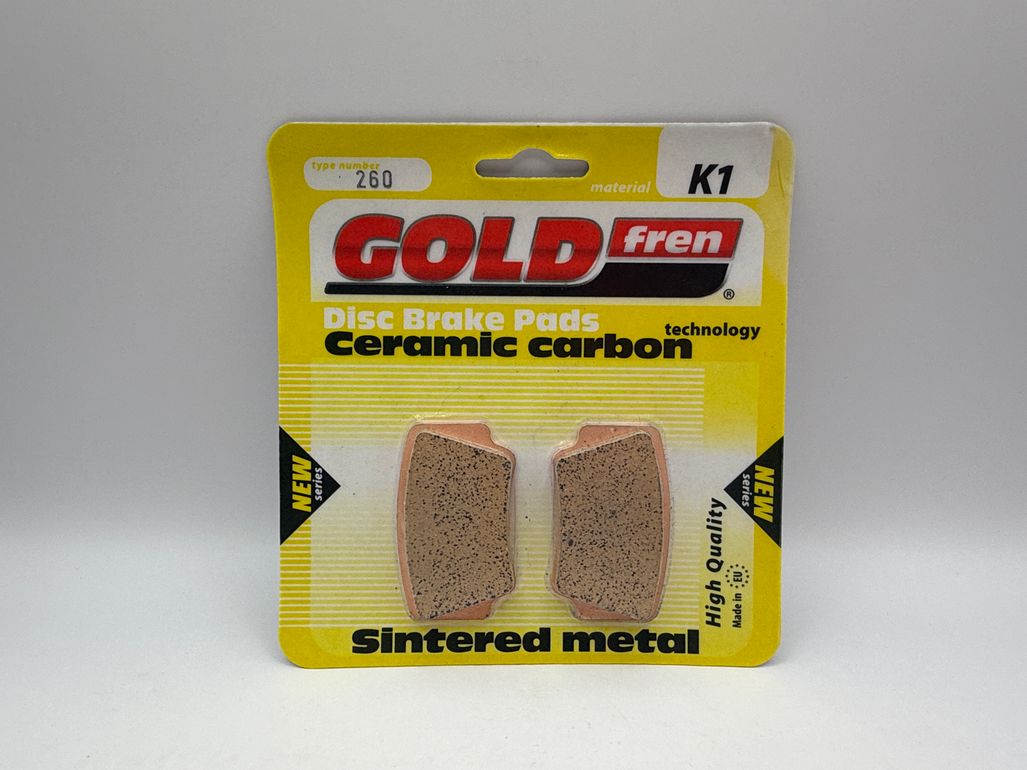 type number
260
material
K1
GOLD fren
®
Disc Brake Pads
technology
Ceramic carbon
NEW
series
NEW
series
High Quality
Made in EU
Sintered metal